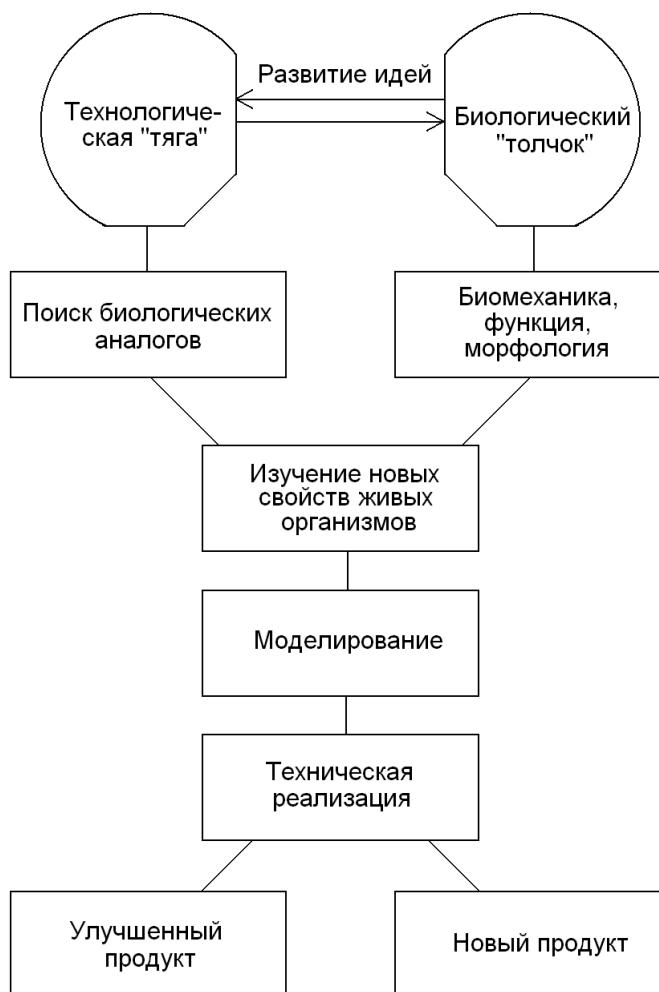 Развитие идей
Технологиче-
ская "тяга"
Биологический
"толчок"
Поиск биологических
аналогов
Биомеханика,
функция,
морфология
Изучение новых
свойств живых
организмов
Моделирование
Техническая
реализация
Улучшенный
продукт
Новый продукт